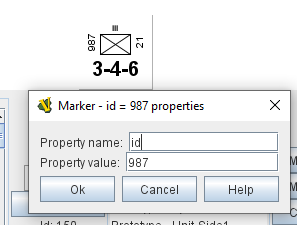 III
987
21
3-4-6
Marker - id = 987 properties
Property name: id
Property value: 987
Ok Cancel Help
M
M
C
Id: 150 Prototype - Unit Side1